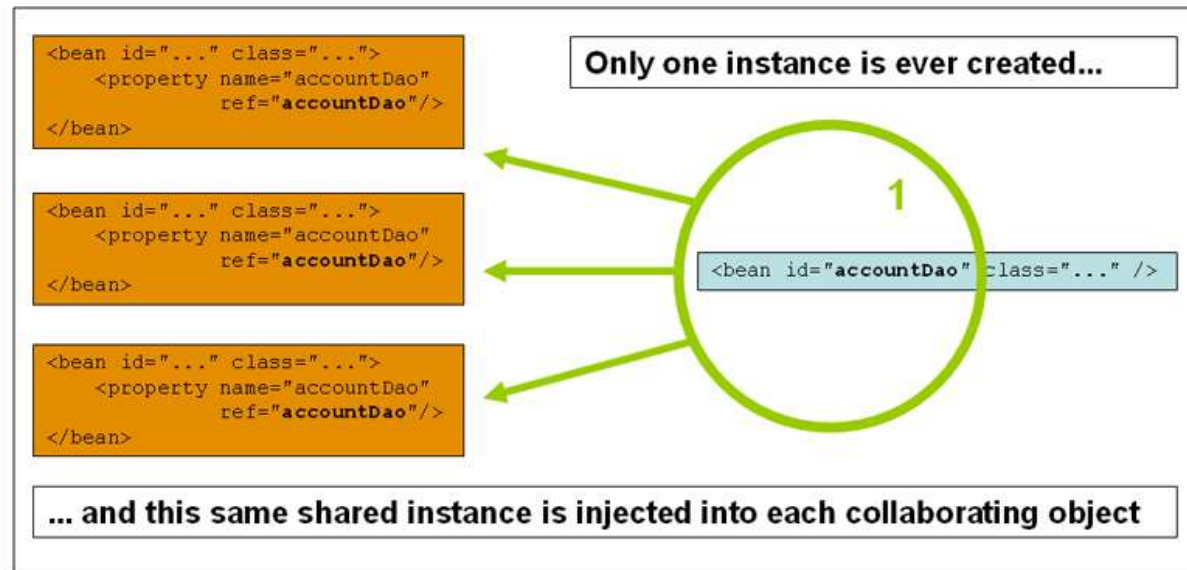 <bean id="..." class="...">
    <property name="accountDao"
              ref="accountDao"/>
</bean>
Only one instance is ever created...
<bean id="..." class="...">
    <property name="accountDao"
              ref="accountDao"/>
</bean>
1
<bean id="accountDao" class="..." />
<bean id="..." class="...">
    <property name="accountDao"
              ref="accountDao"/>
</bean>
... and this same shared instance is injected into each collaborating object